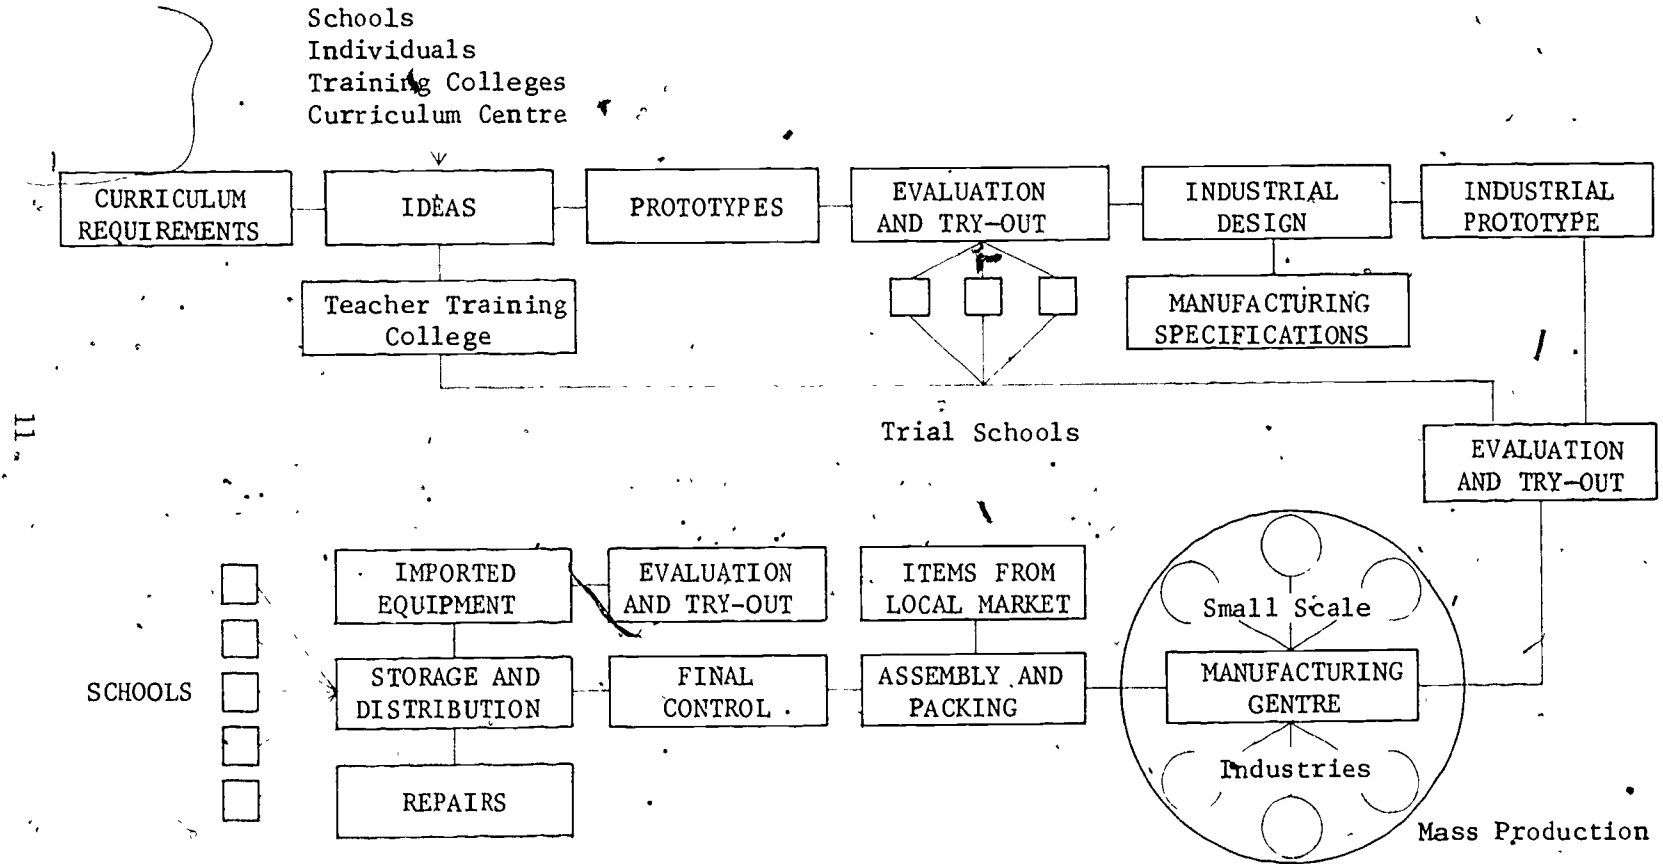 Schools
Individuals
Training Colleges
Curriculum Centre
CURRICULUM
REQUIREMENTS
IDEAS
PROTOTYPES
EVALUATION
AND TRY-OUT
INDUSTRIAL
DESIGN
INDUSTRIAL
PROTOTYPE
Teacher Training
College
MANUFACTURING
SPECIFICATIONS
Trial Schools
EVALUATION
AND TRY-OUT
11
IMPORTED
EQUIPMENT
EVALUATION
AND TRY-OUT
ITEMS FROM
LOCAL MARKET
Small Scale
SCHOOLS
STORAGE AND
DISTRIBUTION
FINAL
CONTROL
ASSEMBLY AND
PACKING
MANUFACTURING
GENTRE
Industries
REPAIRS
Mass Production